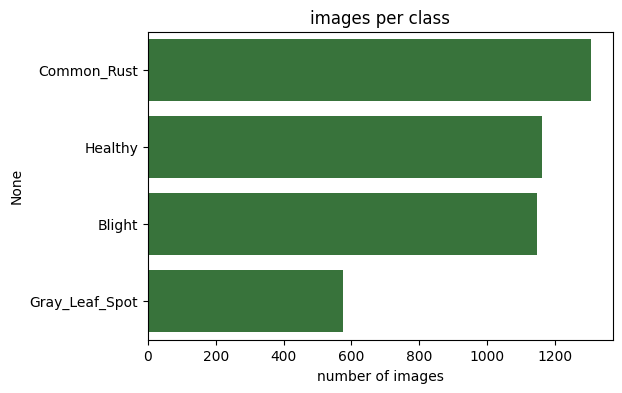 images per class
Common_Rust
Healthy
Blight
Gray_Leaf_Spot
None
0 200 400 600 800 1000 1200
number of images